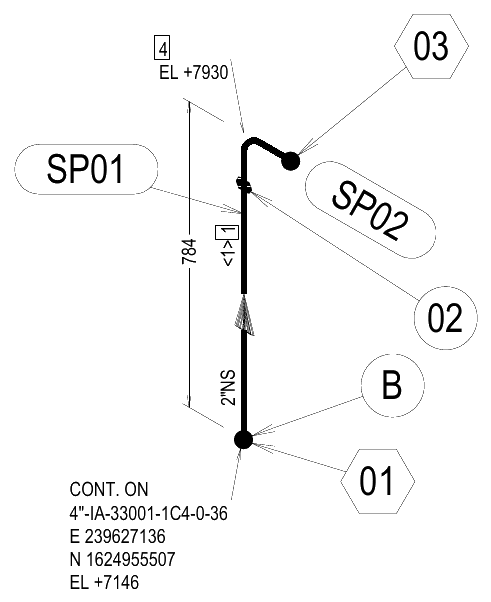 03
4
EL +7930
SP01
SP02
784
<1> 1
02
2"NS
B
01
CONT. ON
4"-IA-33001-1C4-0-36
E 239627136
N 1624955507
EL +7146